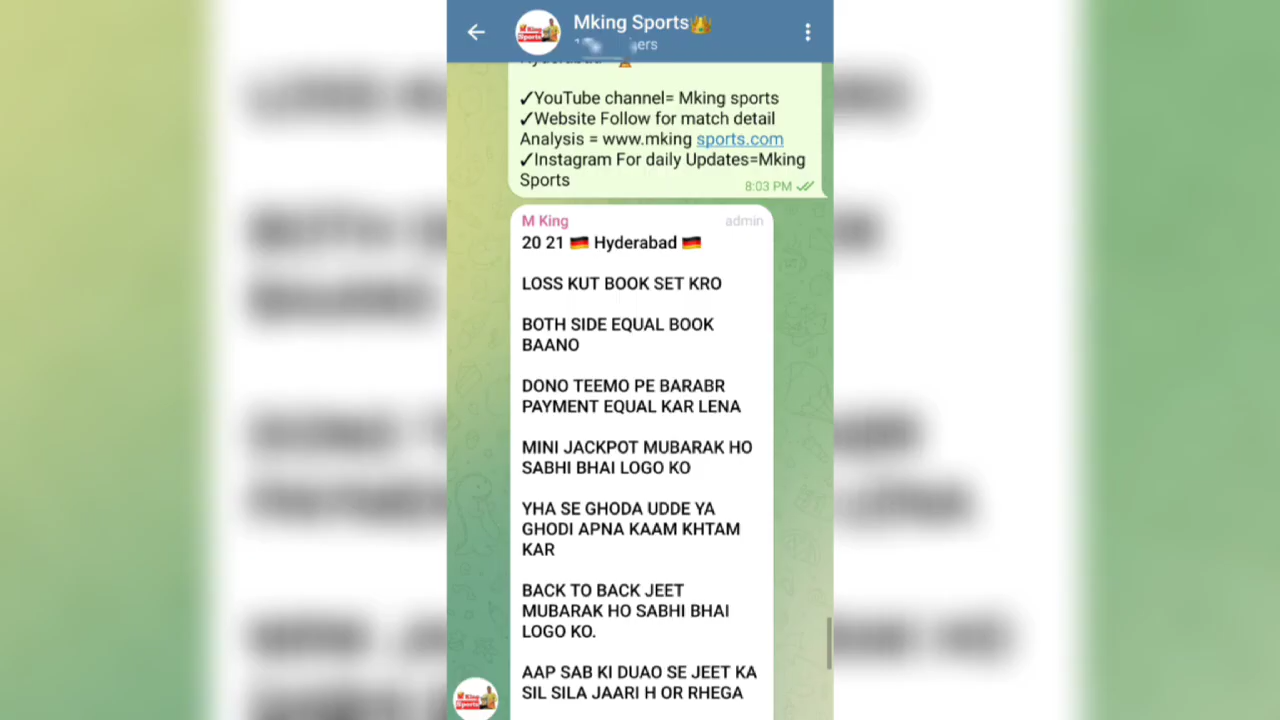 Mking Sports👑
ers
✓YouTube channel= Mking sports
✓Website Follow for match detail
Analysis = www.mking sports.com
✓Instagram For daily Updates=Mking
Sports
8:03 PM
M King admin
20 21 🇩🇪 Hyderabad 🇩🇪
LOSS KUT BOOK SET KRO
BOTH SIDE EQUAL BOOK
BAANO
DONO TEEMO PE BARABR
PAYMENT EQUAL KAR LENA
MINI JACKPOT MUBARAK HO
SABHI BHAI LOGO KO
YHA SE GHODA UDDE YA
GHODI APNA KAAM KHTAM
KAR
BACK TO BACK JEET
MUBARAK HO SABHI BHAI
LOGO KO.
AAP SAB KI DUAO SE JEET KA
SIL SILA JAARI H OR RHEGA